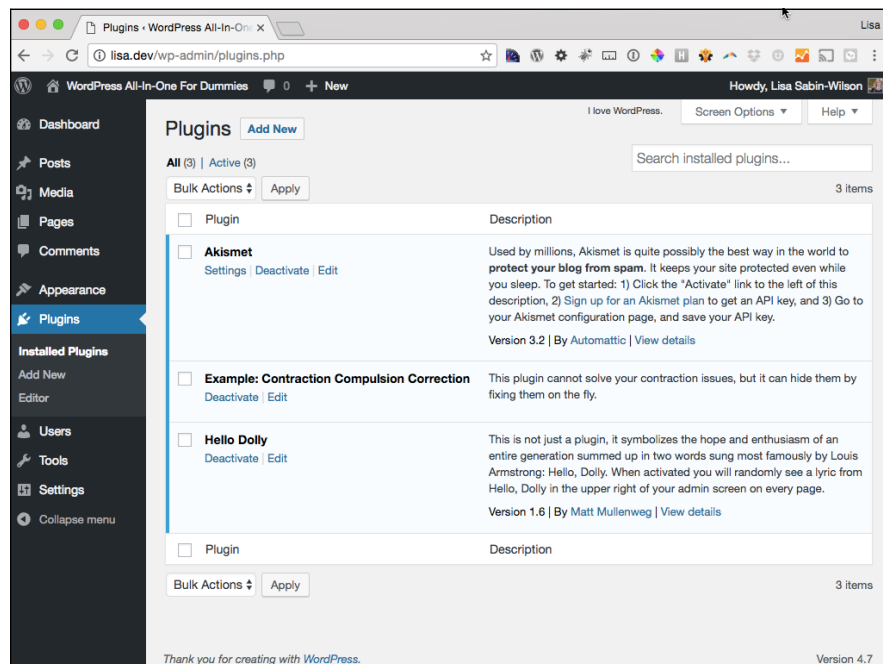 Plugins ‹ WordPress All-In-On
Lisa
lisa.dev/wp-admin/plugins.php
WordPress All-In-One For Dummies 0 + New
Howdy, Lisa Sabin-Wilson
Dashboard
Posts
Media
Pages
Comments
Appearance
Plugins
Installed Plugins
Add New
Editor
Users
Tools
Settings
Collapse menu
I love WordPress.
Screen Options
Help
Plugins Add New
All (3) | Active (3)
Search installed plugins...
Bulk Actions Apply
3 items
Plugin Description
Akismet
Settings | Deactivate | Edit
Used by millions, Akismet is quite possibly the best way in the world to
protect your blog from spam. It keeps your site protected even while
you sleep. To get started: 1) Click the "Activate" link to the left of this
description, 2) Sign up for an Akismet plan to get an API key, and 3) Go to
your Akismet configuration page, and save your API key.
Version 3.2 | By Automattic | View details
Example: Contraction Compulsion Correction
Deactivate | Edit
This plugin cannot solve your contraction issues, but it can hide them by
fixing them on the fly.
Hello Dolly
Deactivate | Edit
This is not just a plugin, it symbolizes the hope and enthusiasm of an
entire generation summed up in two words sung most famously by Louis
Armstrong: Hello, Dolly. When activated you will randomly see a lyric from
Hello, Dolly in the upper right of your admin screen on every page.
Version 1.6 | By Matt Mullenweg | View details
Plugin Description
Bulk Actions Apply
3 items
Thank you for creating with WordPress.
Version 4.7